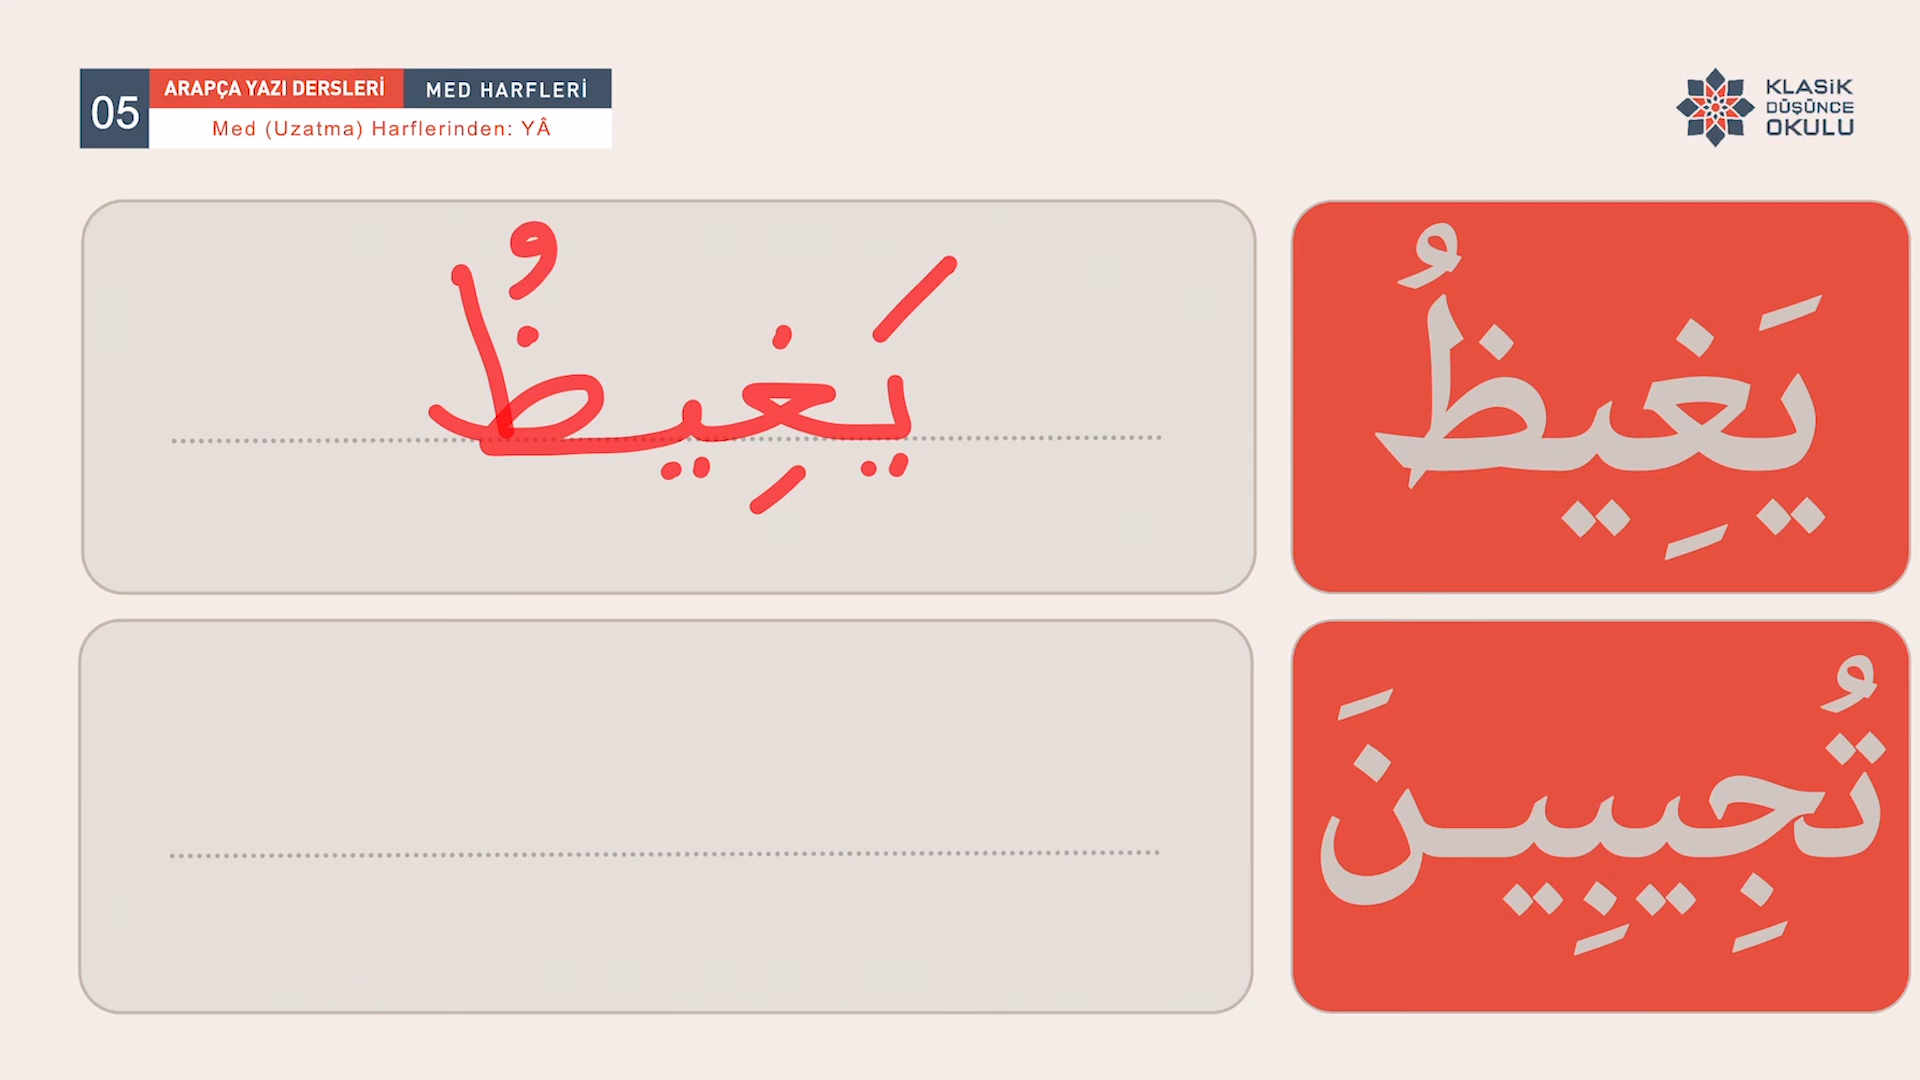 05
ARAPÇA YAZI DERSLERİ MED HARFLERİ
Med (Uzatma) Harflerinden: YÂ
KLASİK
DÜŞÜNCE
OKULU
يَغِيظُ
يَغِيظُ
تُجِيبِينَ